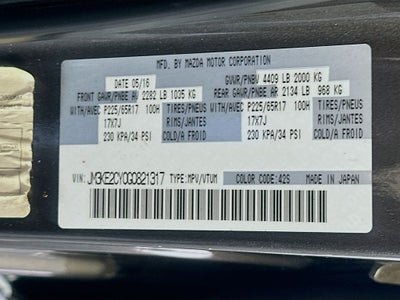 MFD. BY MAZDA MOTOR CORPORATION
DATE 05/16 GVWR/PNBV 4409 LB 2000 KG
FRONT GAWR/PNBE AV 2282 LB 1035 KG REAR GAWR/PNBE AR 2134 LB 968 KG
WITH/AVEC P225/65R17 100H TIRES/PNEUS WITH/AVEC P225/65R17 100H TIRES/PNEUS
17X7J RIMS/JANTES 17X7J RIMS/JANTES
230 KPA/34 PSI COLD/A FROID 230 KPA/34 PSI COLD/A FROID
VIN: JM3KE2CY0G0821317 TYPE:MPV/VTUM COLOR CODE:42S MADE IN JAPAN